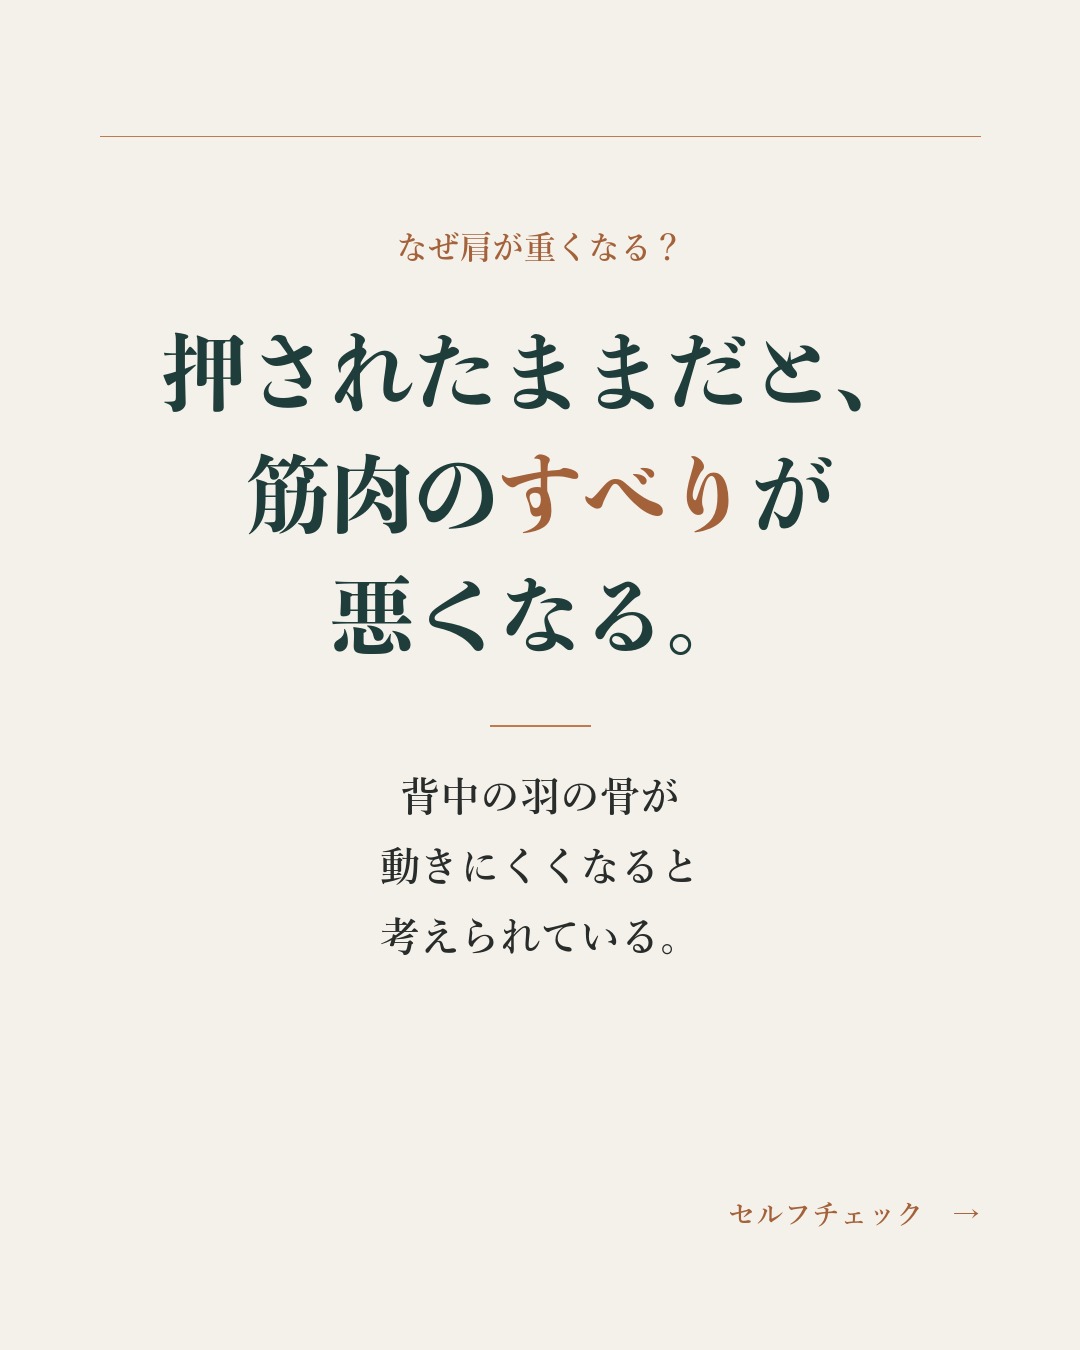 なぜ肩が重くなる？
押されたままだと、
筋肉のすべりが
悪くなる。
背中の羽の骨が
動きにくくなると
考えられている。
セルフチェック　→